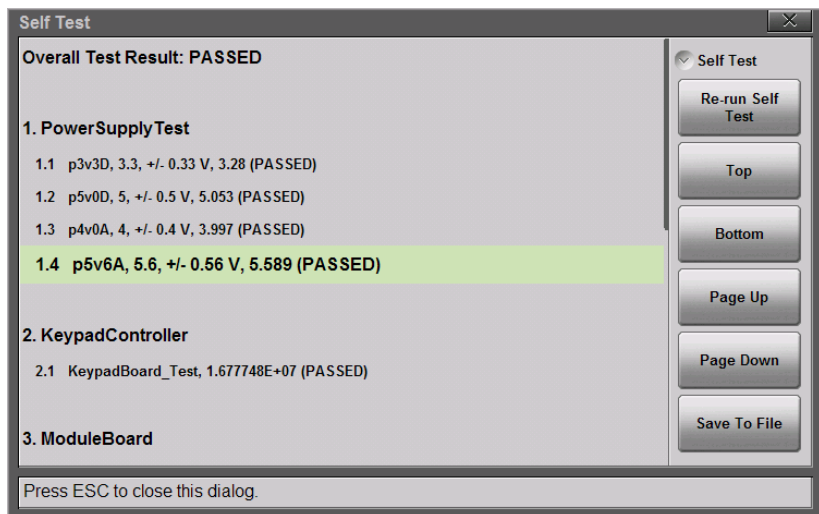 Self Test
Overall Test Result: PASSED
1. PowerSupplyTest
1.1 p3v3D, 3.3, +/- 0.33 V, 3.28 (PASSED)
1.2 p5v0D, 5, +/- 0.5 V, 5.053 (PASSED)
1.3 p4v0A, 4, +/- 0.4 V, 3.997 (PASSED)
1.4 p5v6A, 5.6, +/- 0.56 V, 5.589 (PASSED)
2. KeypadController
2.1 KeypadBoard_Test, 1.677748E+07 (PASSED)
3. ModuleBoard
Self Test
Re-run Self
Test
Top
Bottom
Page Up
Page Down
Save To File
Press ESC to close this dialog.